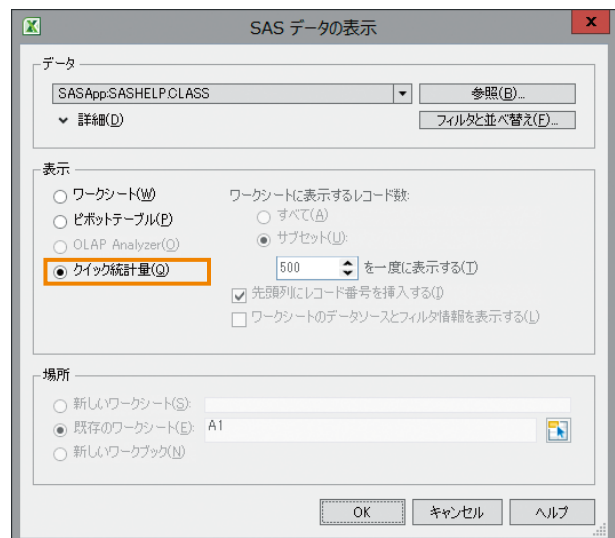 SAS データの表示
x
データ
SASApp:SASHELP.CLASS
参照(B)...
詳細(D)
フィルタと並べ替え(F)...
表示
ワークシート(W)
ピボットテーブル(P)
OLAP Analyzer(O)
クイック統計量(Q)
ワークシートに表示するレコード数:
すべて(A)
サブセット(U):
500 を一度に表示する(T)
先頭列にレコード番号を挿入する(I)
ワークシートのデータソースとフィルタ情報を表示する(L)
場所
新しいワークシート(S):
既存のワークシート(E): A1
新しいワークブック(N)
OK キャンセル ヘルプ